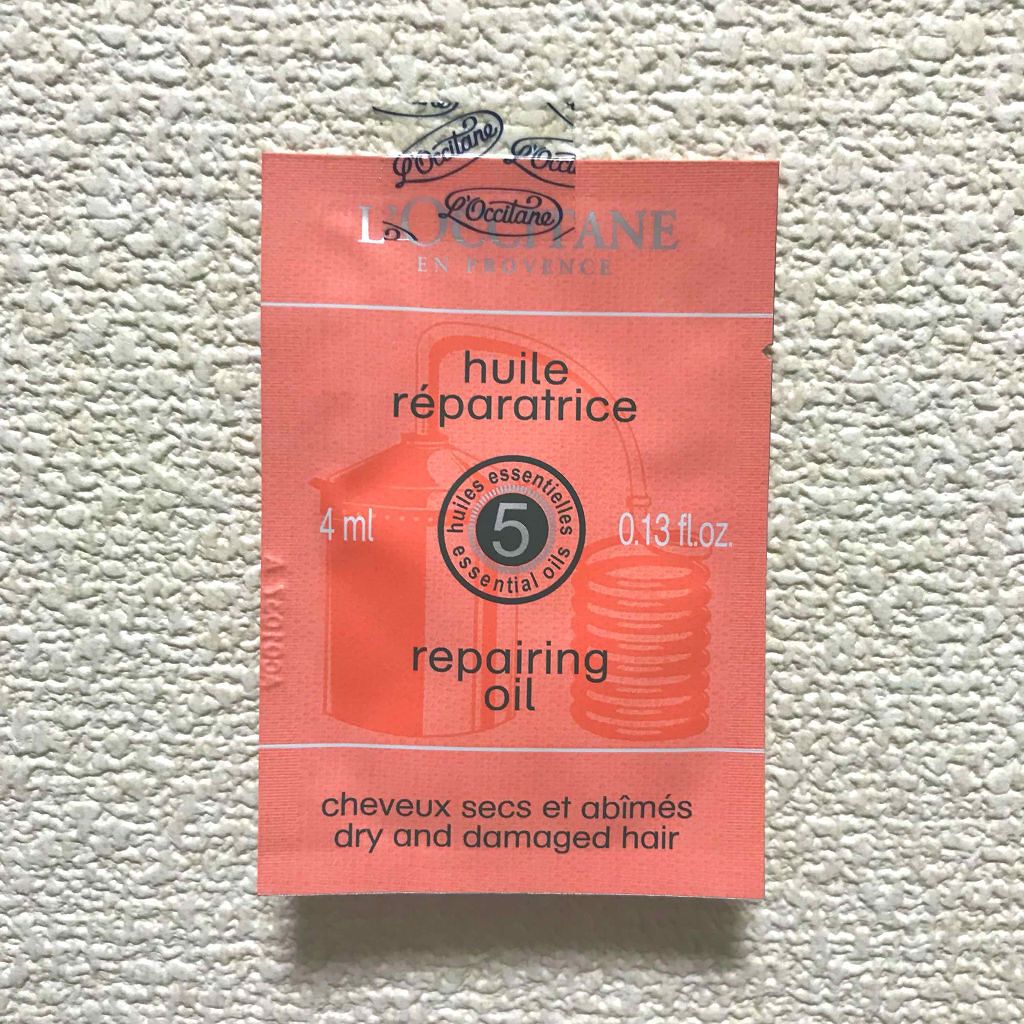 L'Occitane
L'Occitane
L'OCCITANE
EN PROVENCE
huile
réparatrice
4 ml
huiles essentielles
5
essential oils
0.13 fl.oz.
repairing
oil
cheveux secs et abîmés
dry and damaged hair